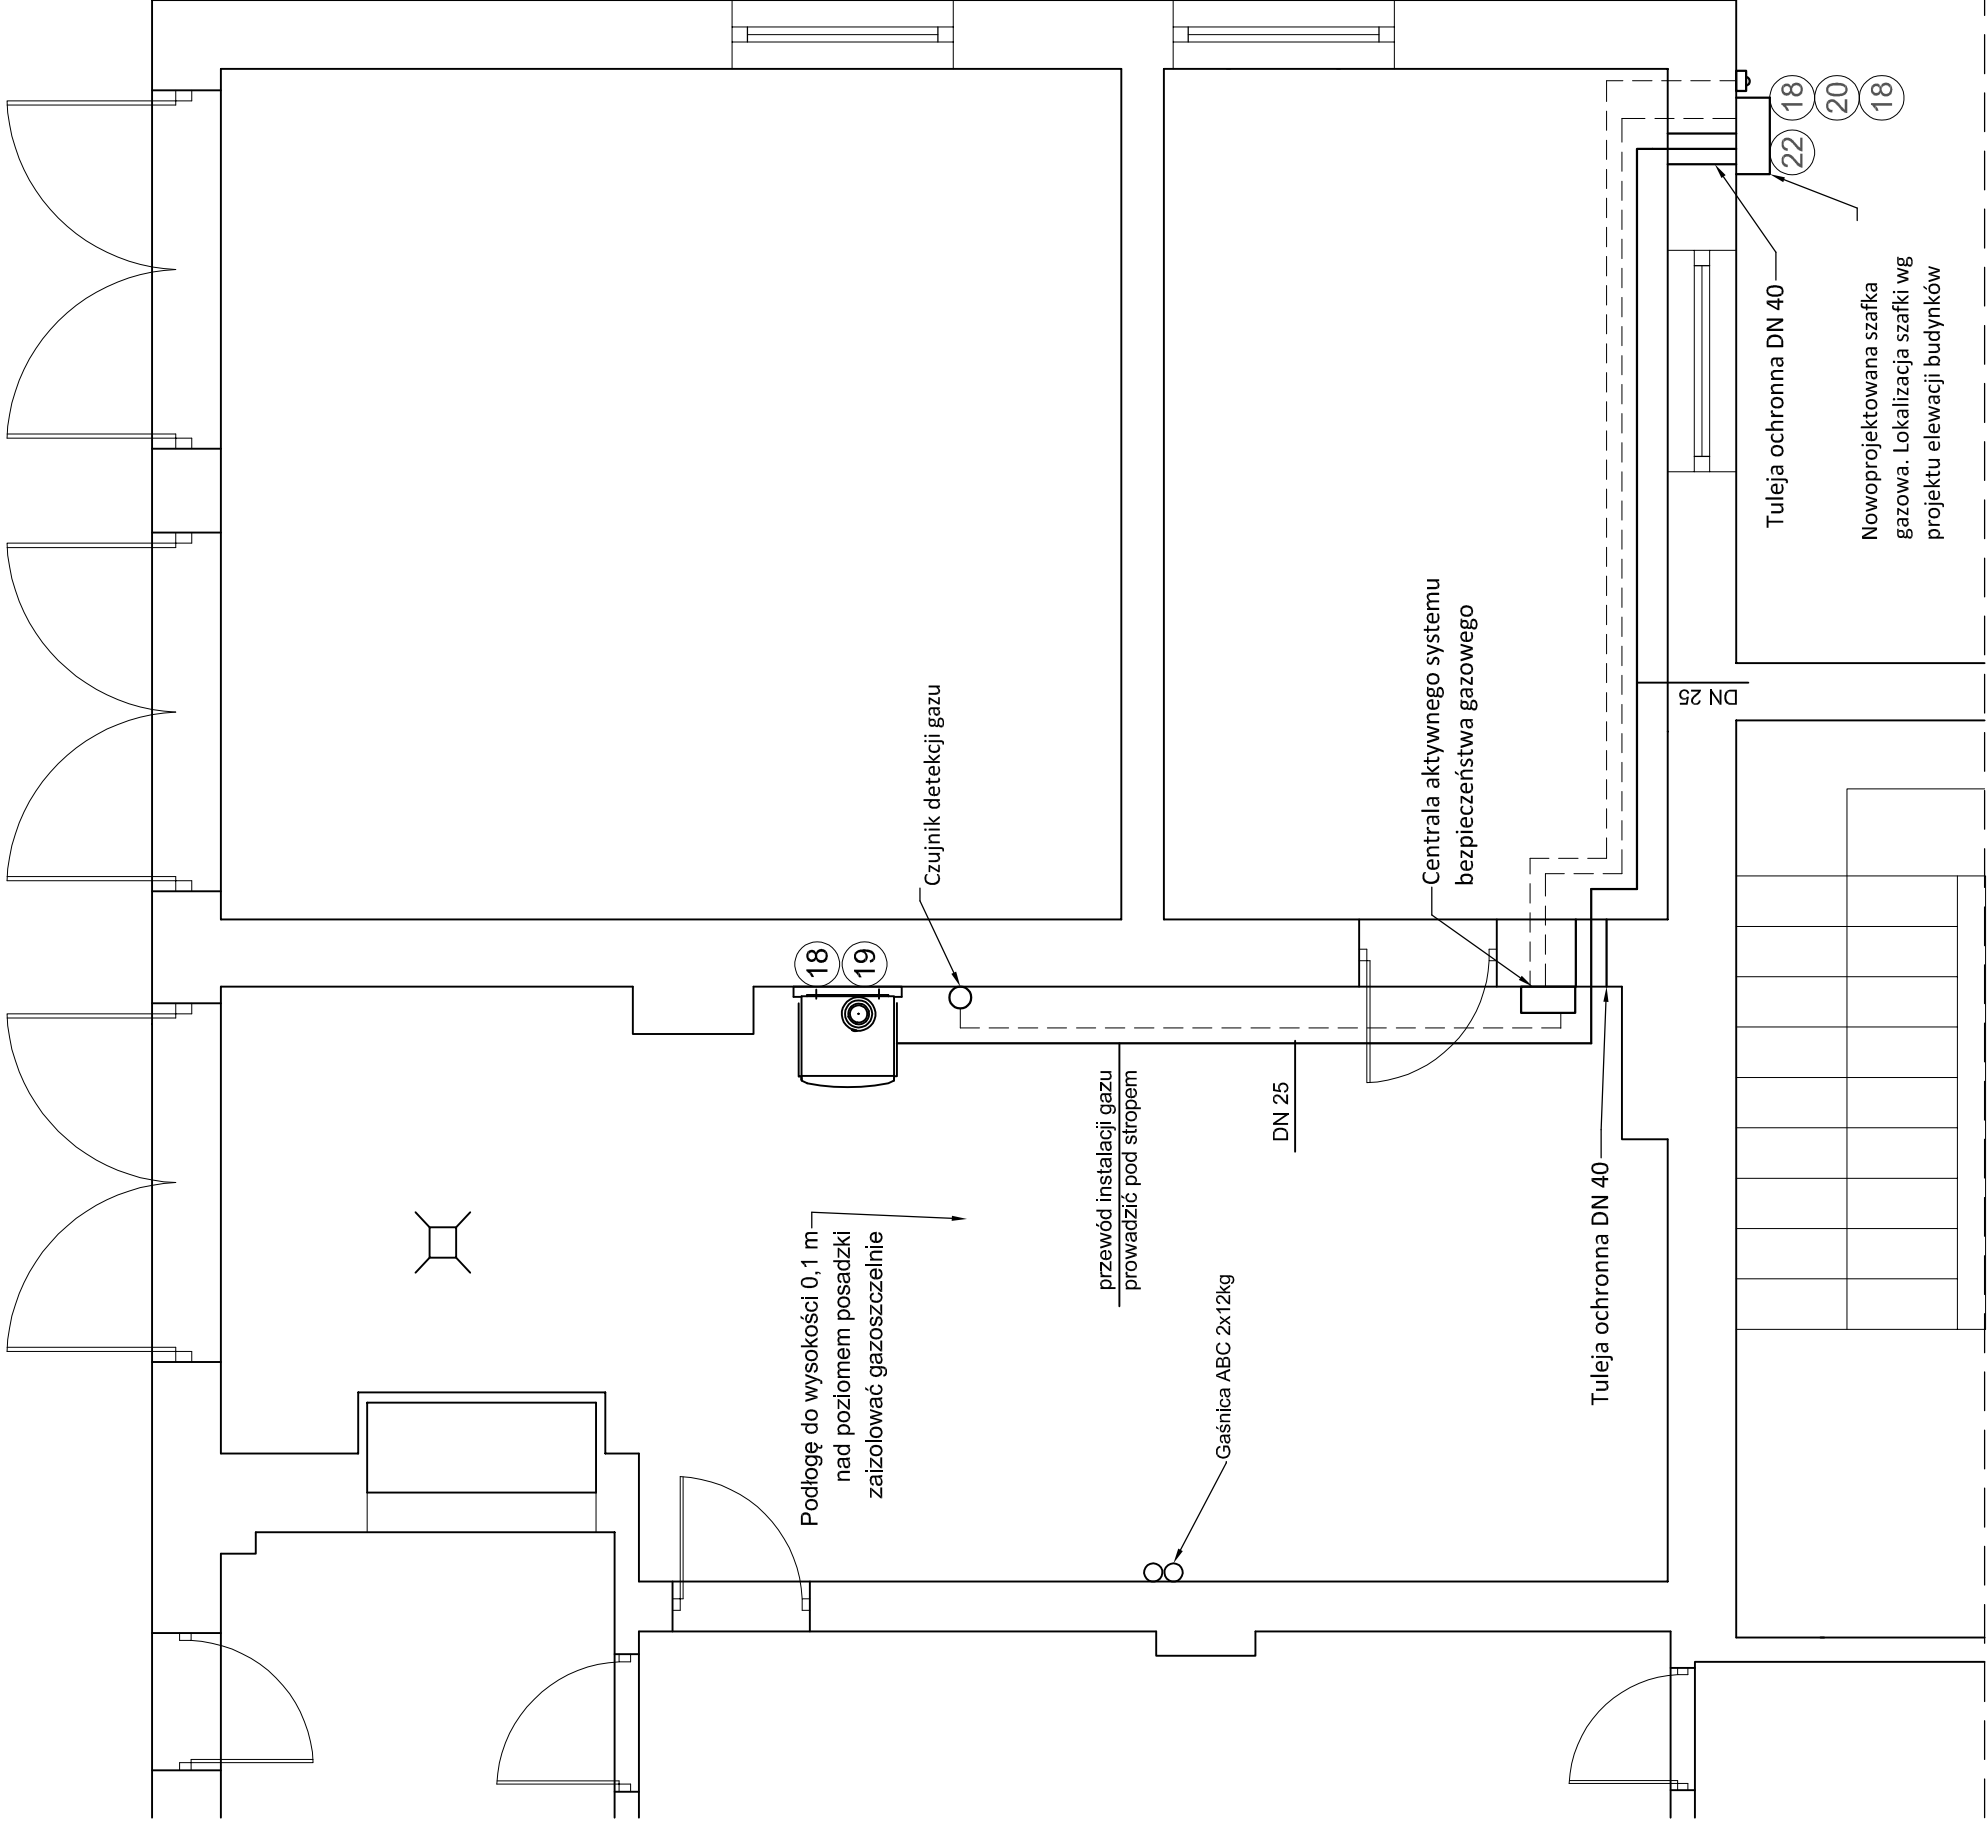 18
20
18
22
Tuleja ochronna DN 40
Nowoprojektowana szafka
gazowa. Lokalizacja szafki wg
projektu elewacji budynków
DN 25
Czujnik detekcji gazu
Centrala aktywnego systemu
bezpieczeństwa gazowego
18
19
przewód instalacji gazu
prowadzić pod stropem
DN 25
Podłogę do wysokości 0,1 m
nad poziomem posadzki
zaizolować gazoszczelnie
Gaśnica ABC 2x12kg
Tuleja ochronna DN 40